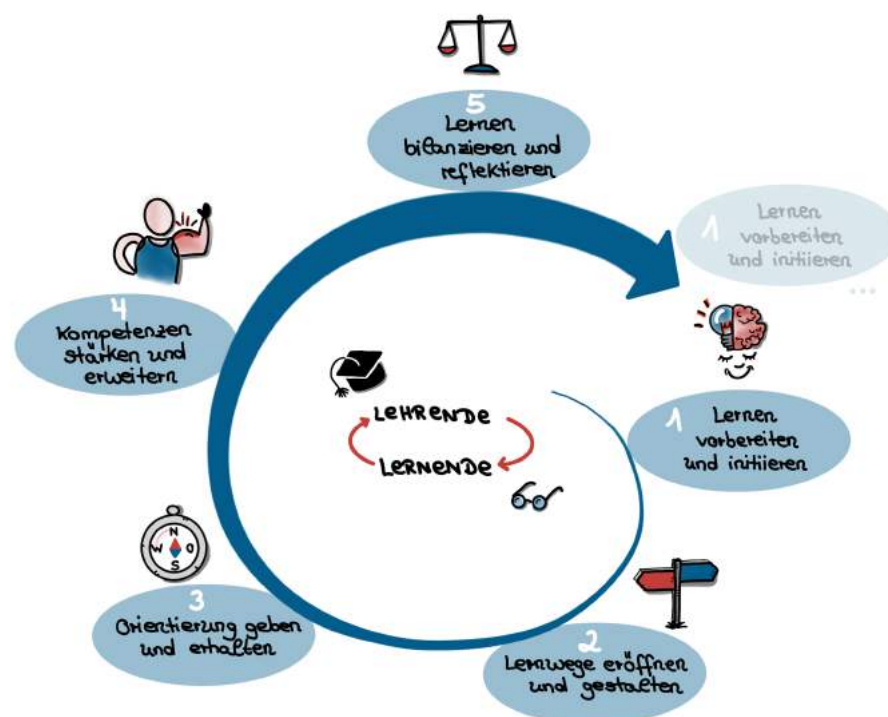 5
Lernen
bilanzieren und
reflektieren
1 Lernen
vorbereiten
und initiieren
...
4
Kompetenzen
stärken und
erweitern
LEHRENDE
LERNENDE
1 Lernen
vorbereiten
und initiieren
N
W O
S
3
Orientierung geben
und erhalten
2
Lernwege eröffnen
und gestalten